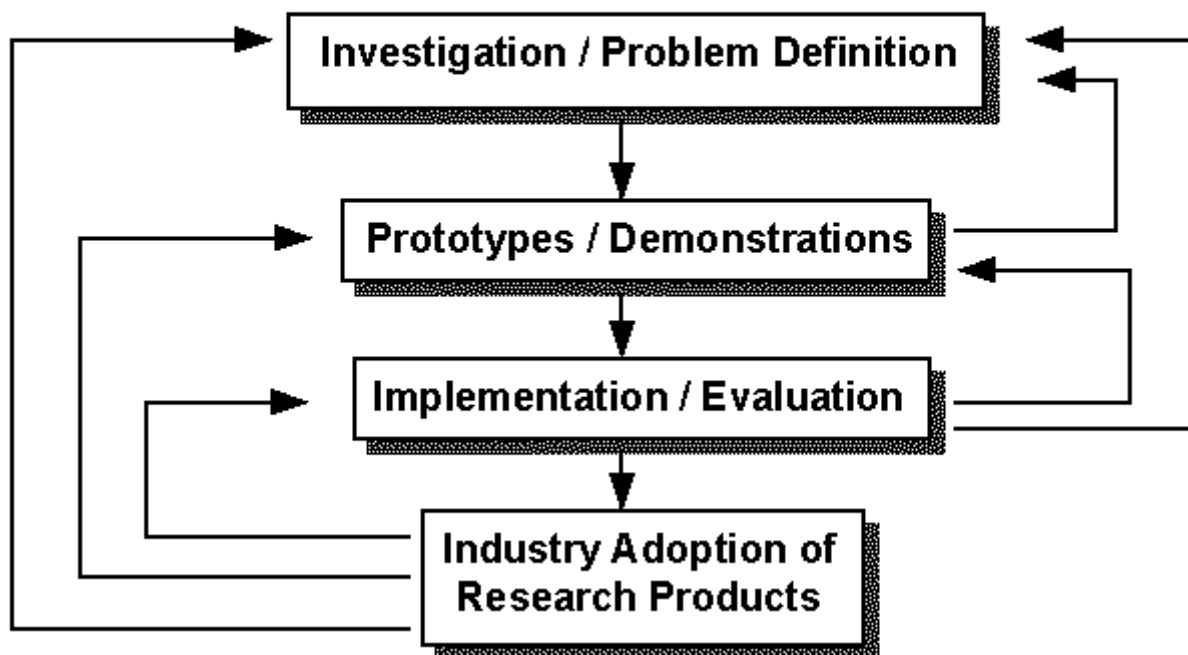 Investigation / Problem Definition
Prototypes / Demonstrations
Implementation / Evaluation
Industry Adoption of
Research Products